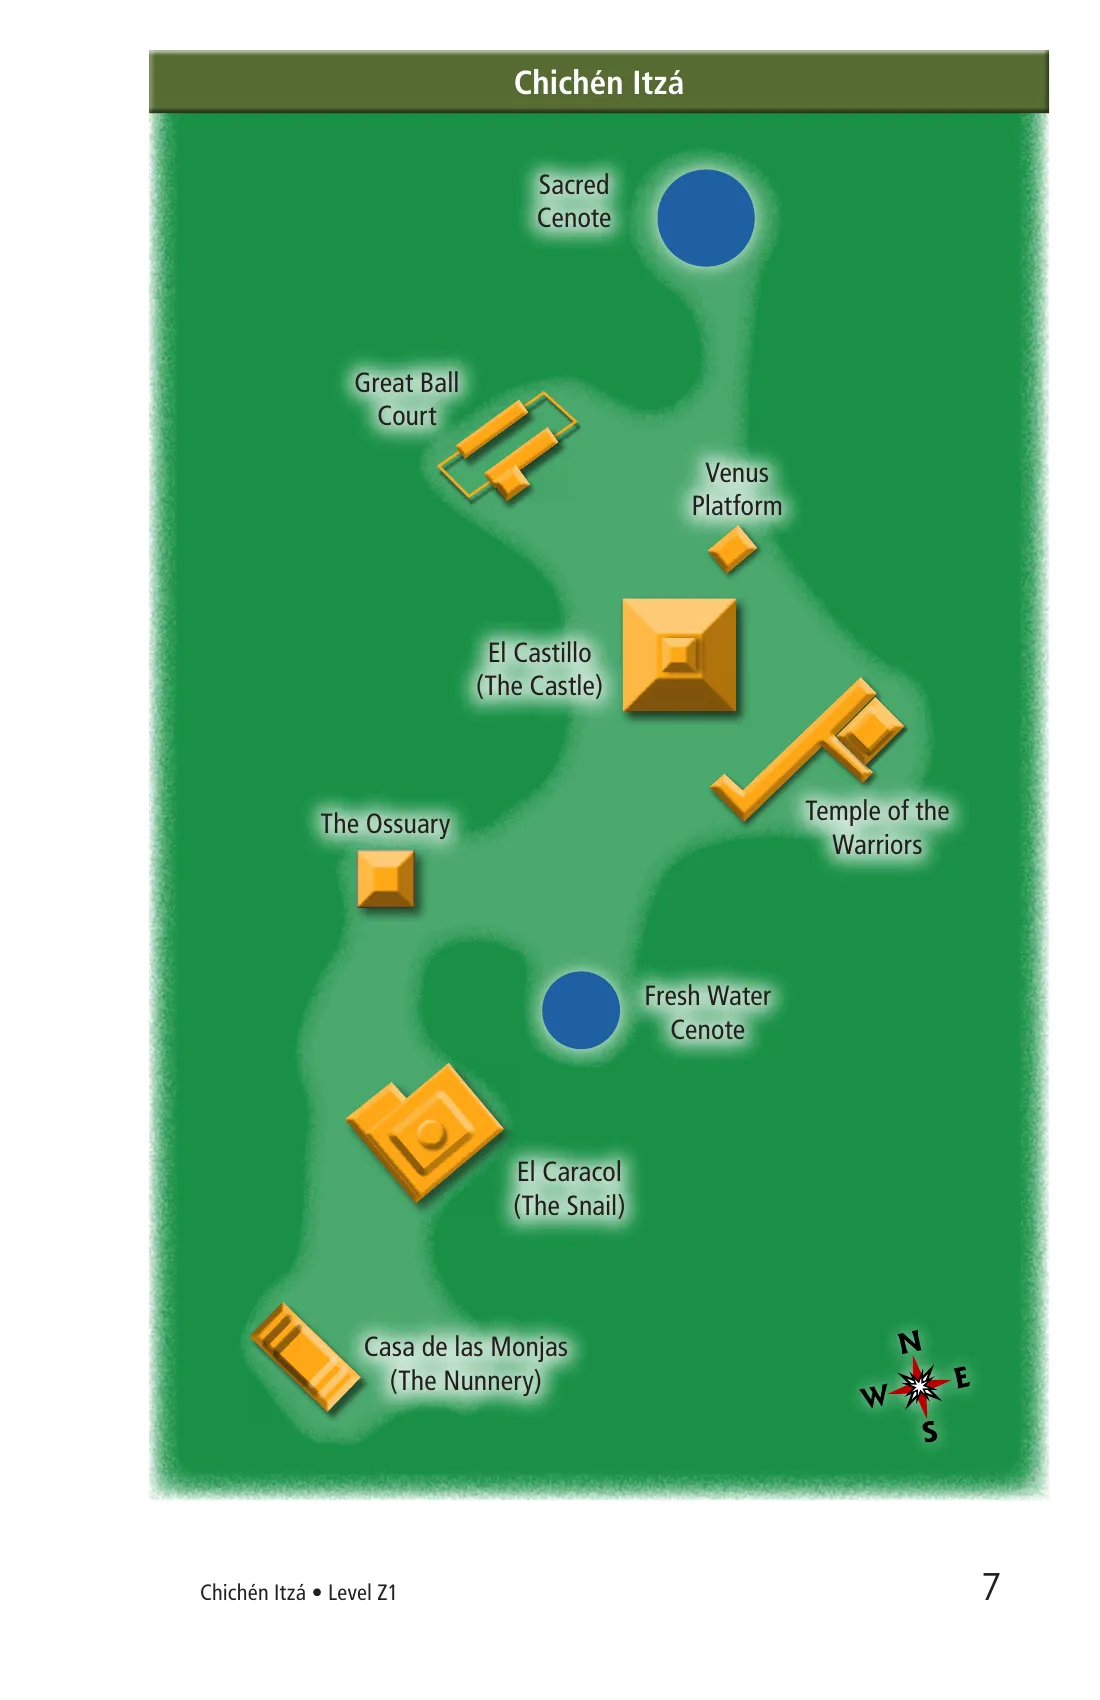 Chichén Itzá
Sacred
Cenote
Great Ball
Court
Venus
Platform
El Castillo
(The Castle)
Temple of the
Warriors
The Ossuary
Fresh Water
Cenote
El Caracol
(The Snail)
Casa de las Monjas
(The Nunnery)
N
W
E
S
Chichén Itzá • Level Z1
7